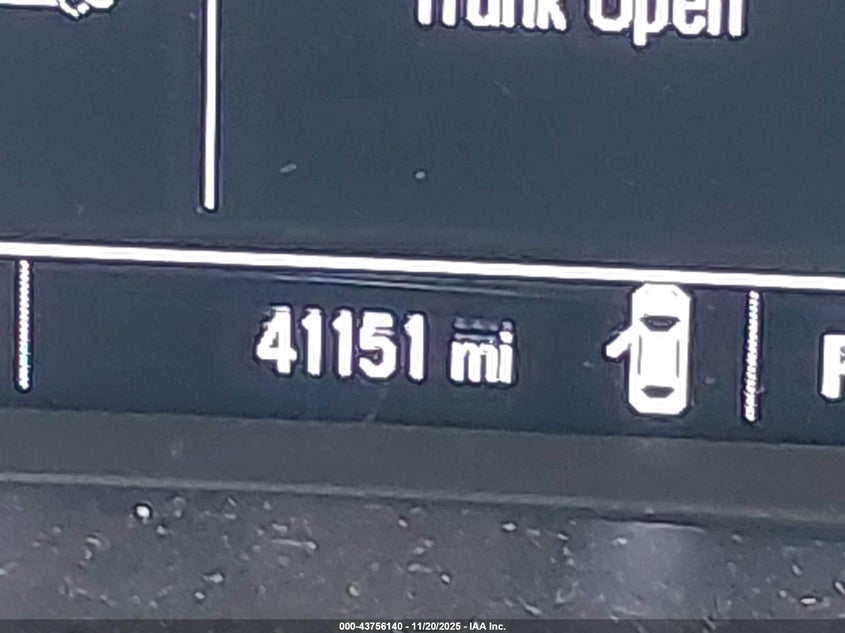 Trunk Open
41151 mi
000-43756140 - 11/20/2025 - IAA Inc.